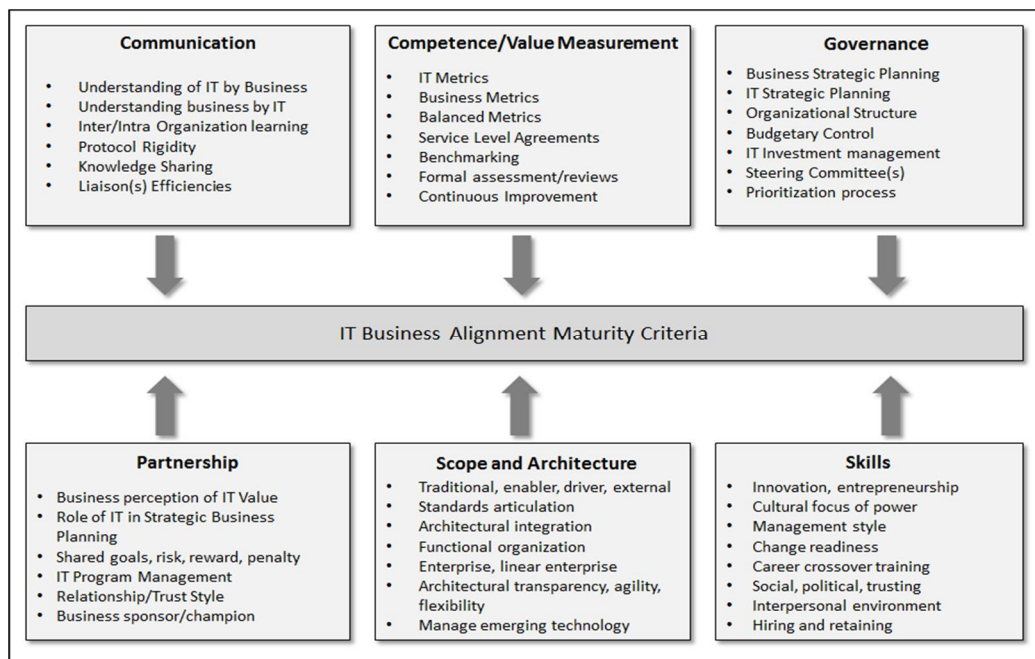 Communication
• Understanding of IT by Business
• Understanding business by IT
• Inter/Intra Organization learning
• Protocol Rigidity
• Knowledge Sharing
• Liaison(s) Efficiencies
Competence/Value Measurement
• IT Metrics
• Business Metrics
• Balanced Metrics
• Service Level Agreements
• Benchmarking
• Formal assessment/reviews
• Continuous Improvement
Governance
• Business Strategic Planning
• IT Strategic Planning
• Organizational Structure
• Budgetary Control
• IT Investment management
• Steering Committee(s)
• Prioritization process
IT Business Alignment Maturity Criteria
Partnership
• Business perception of IT Value
• Role of IT in Strategic Business
Planning
• Shared goals, risk, reward, penalty
• IT Program Management
• Relationship/Trust Style
• Business sponsor/champion
Scope and Architecture
• Traditional, enabler, driver, external
• Standards articulation
• Architectural integration
• Functional organization
• Enterprise, linear enterprise
• Architectural transparency, agility,
flexibility
• Manage emerging technology
Skills
• Innovation, entrepreneurship
• Cultural focus of power
• Management style
• Change readiness
• Career crossover training
• Social, political, trusting
• Interpersonal environment
• Hiring and retaining